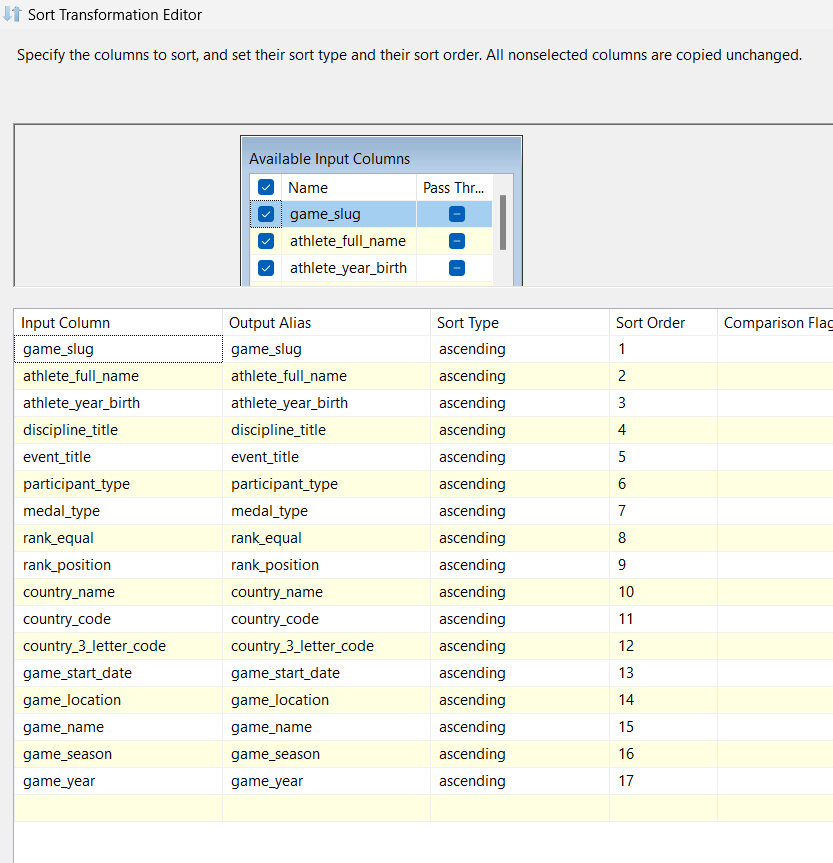 Sort Transformation Editor
Specify the columns to sort, and set their sort type and their sort order. All nonselected columns are copied unchanged.
Available Input Columns
Name Pass Thr...
game_slug
athlete_full_name
athlete_year_birth
Input Column Output Alias Sort Type Sort Order Comparison Flag
game_slug game_slug ascending 1
athlete_full_name athlete_full_name ascending 2
athlete_year_birth athlete_year_birth ascending 3
discipline_title discipline_title ascending 4
event_title event_title ascending 5
participant_type participant_type ascending 6
medal_type medal_type ascending 7
rank_equal rank_equal ascending 8
rank_position rank_position ascending 9
country_name country_name ascending 10
country_code country_code ascending 11
country_3_letter_code country_3_letter_code ascending 12
game_start_date game_start_date ascending 13
game_location game_location ascending 14
game_name game_name ascending 15
game_season game_season ascending 16
game_year game_year ascending 17